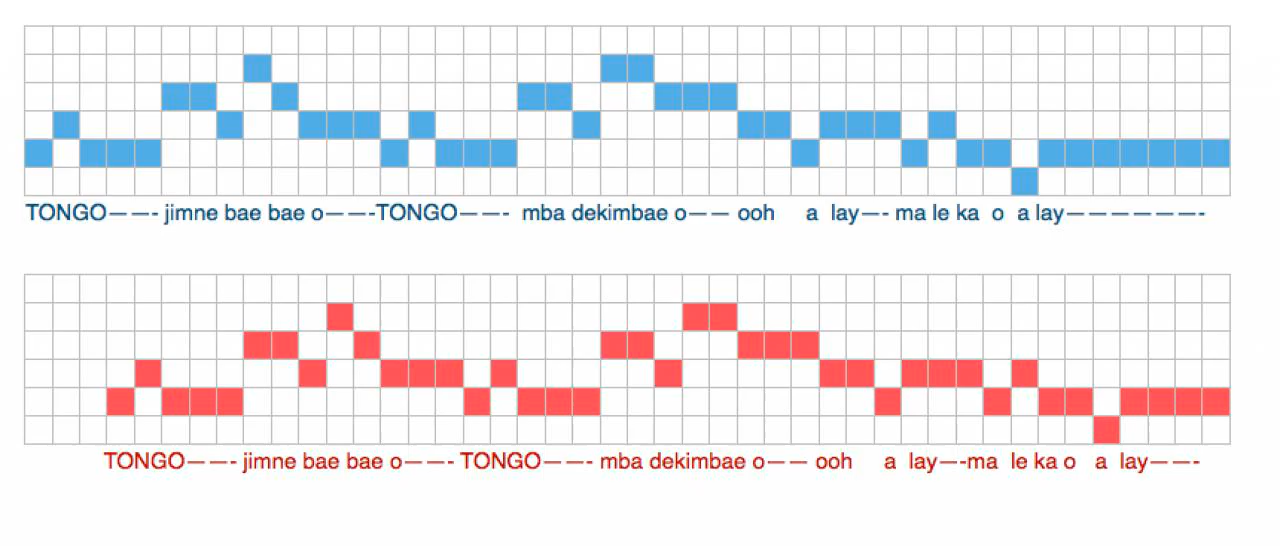 TONGO——- jimne bae bae o——-TONGO——- mba dekimbae o—— ooh a lay—- ma le ka o a lay——————-
TONGO——- jimne bae bae o——- TONGO——- mba dekimbae o—— ooh a lay—-ma le ka o a lay——-